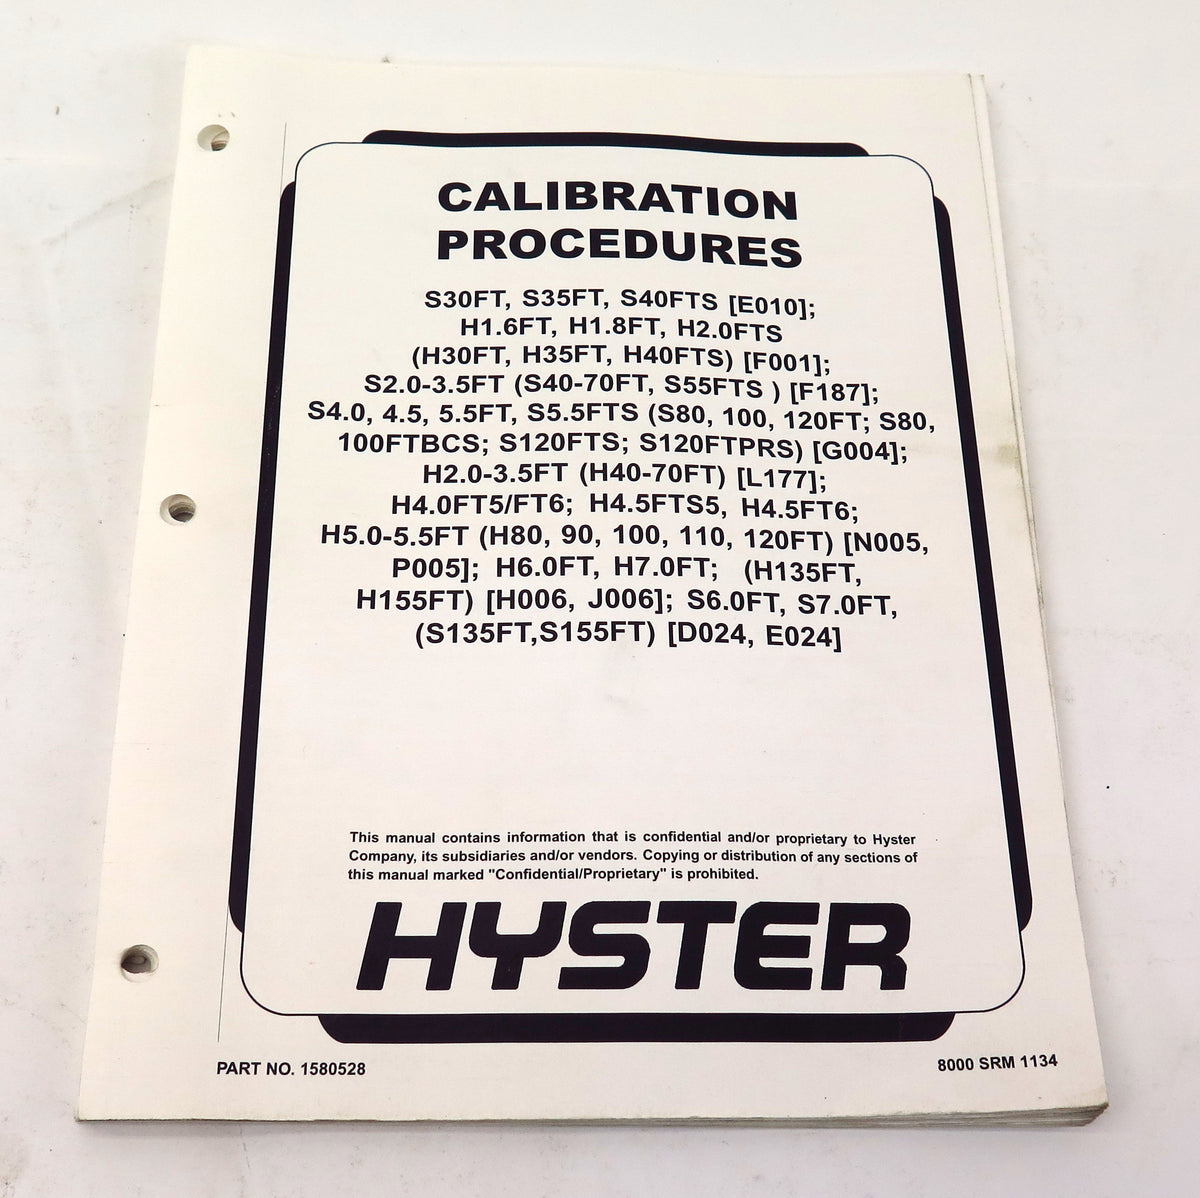 CALIBRATION
PROCEDURES
S30FT, S35FT, S40FTS [E010];
H1.6FT, H1.8FT, H2.0FTS
(H30FT, H35FT, H40FTS) [F001];
S2.0-3.5FT (S40-70FT, S55FTS ) [F187];
S4.0, 4.5, 5.5FT, S5.5FTS (S80, 100, 120FT; S80,
100FTBCS; S120FTS; S120FTPRS) [G004];
H2.0-3.5FT (H40-70FT) [L177];
H4.0FT5/FT6; H4.5FTS5, H4.5FT6;
H5.0-5.5FT (H80, 90, 100, 110, 120FT) [N005,
P005]; H6.0FT, H7.0FT; (H135FT,
H155FT) [H006, J006]; S6.0FT, S7.0FT,
(S135FT,S155FT) [D024, E024]
This manual contains information that is confidential and/or proprietary to Hyster
Company, its subsidiaries and/or vendors. Copying or distribution of any sections of
this manual marked "Confidential/Proprietary" is prohibited.
HYSTER
PART NO. 1580528
8000 SRM 1134